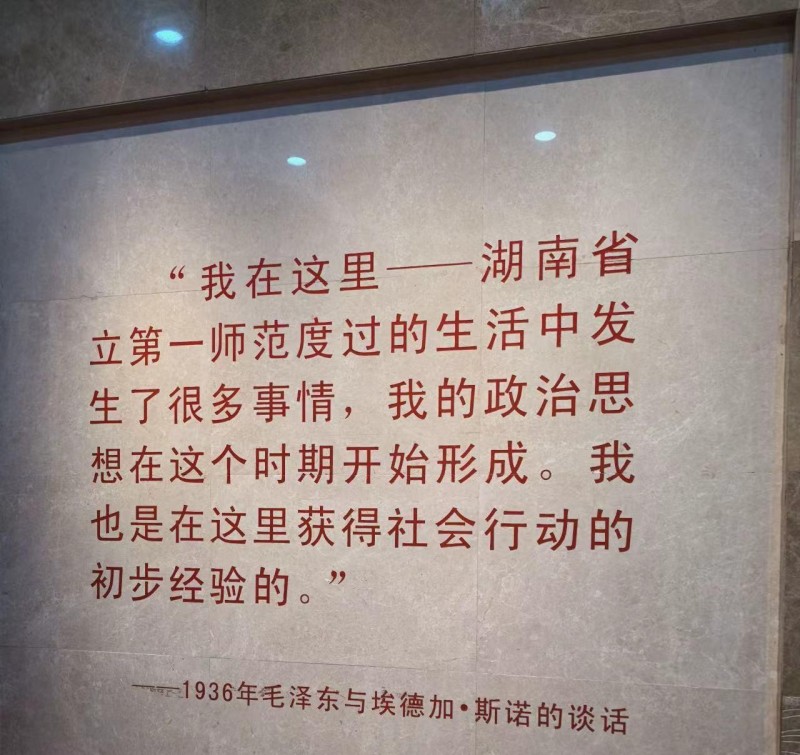 “我在这里——湖南省
立第一师范度过的生活中发
生了很多事情，我的政治思
想在这个时期开始形成。我
也是在这里获得社会行动的
初步经验的。”
——1936年毛泽东与埃德加·斯诺的谈话